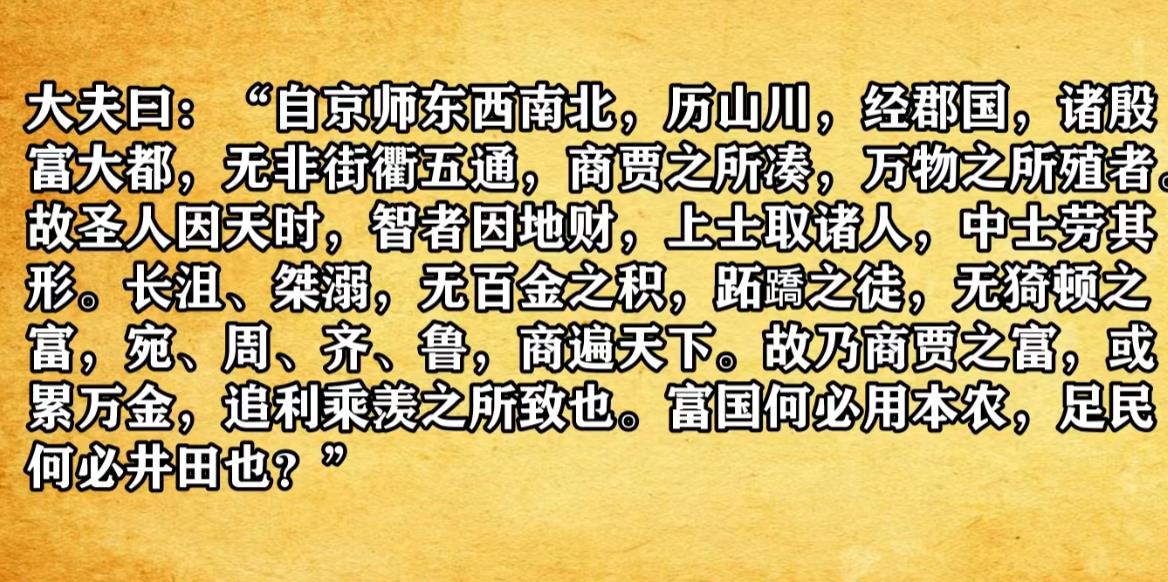 大夫曰：“自京师东西南北，历山川，经郡国，诸殷
富大都，无非街衢五通，商贾之所凑，万物之所殖者。
故圣人因天时，智者因地财，上士取诸人，中士劳其
形。长沮、桀溺，无百金之积，跖蹻之徒，无猗顿之
富，宛、周、齐、鲁，商遍天下。故乃商贾之富，或
累万金，追利乘羡之所致也。富国何必用本农，足民
何必井田也？”